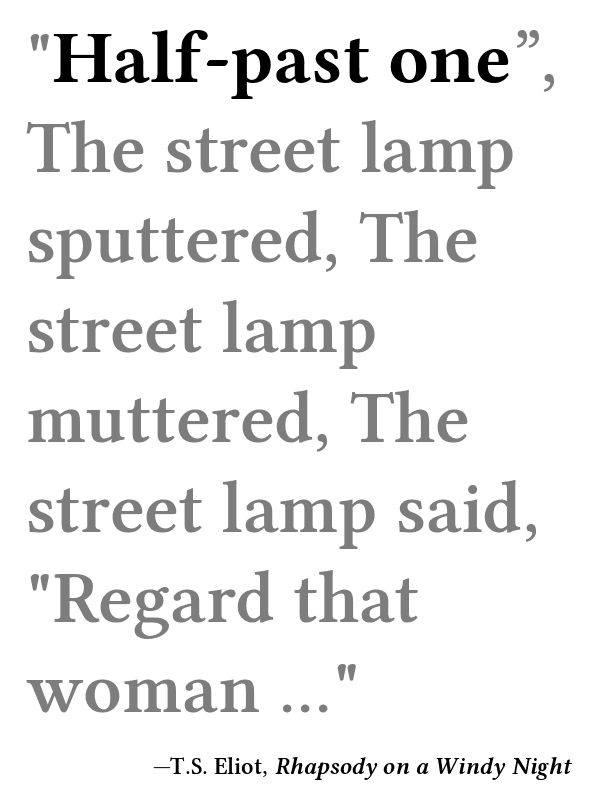 "Half-past one”,
The street lamp
sputtered, The
street lamp
muttered, The
street lamp said,
"Regard that
woman ..."
—T.S. Eliot, Rhapsody on a Windy Night